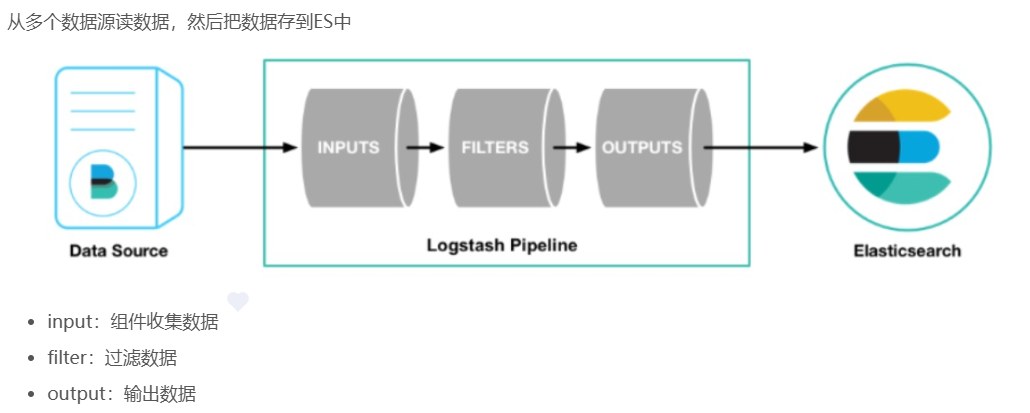 从多个数据源读数据，然后把数据存到ES中
INPUTS
FILTERS
OUTPUTS
Data Source
Logstash Pipeline
Elasticsearch
input：组件收集数据
filter：过滤数据
output：输出数据